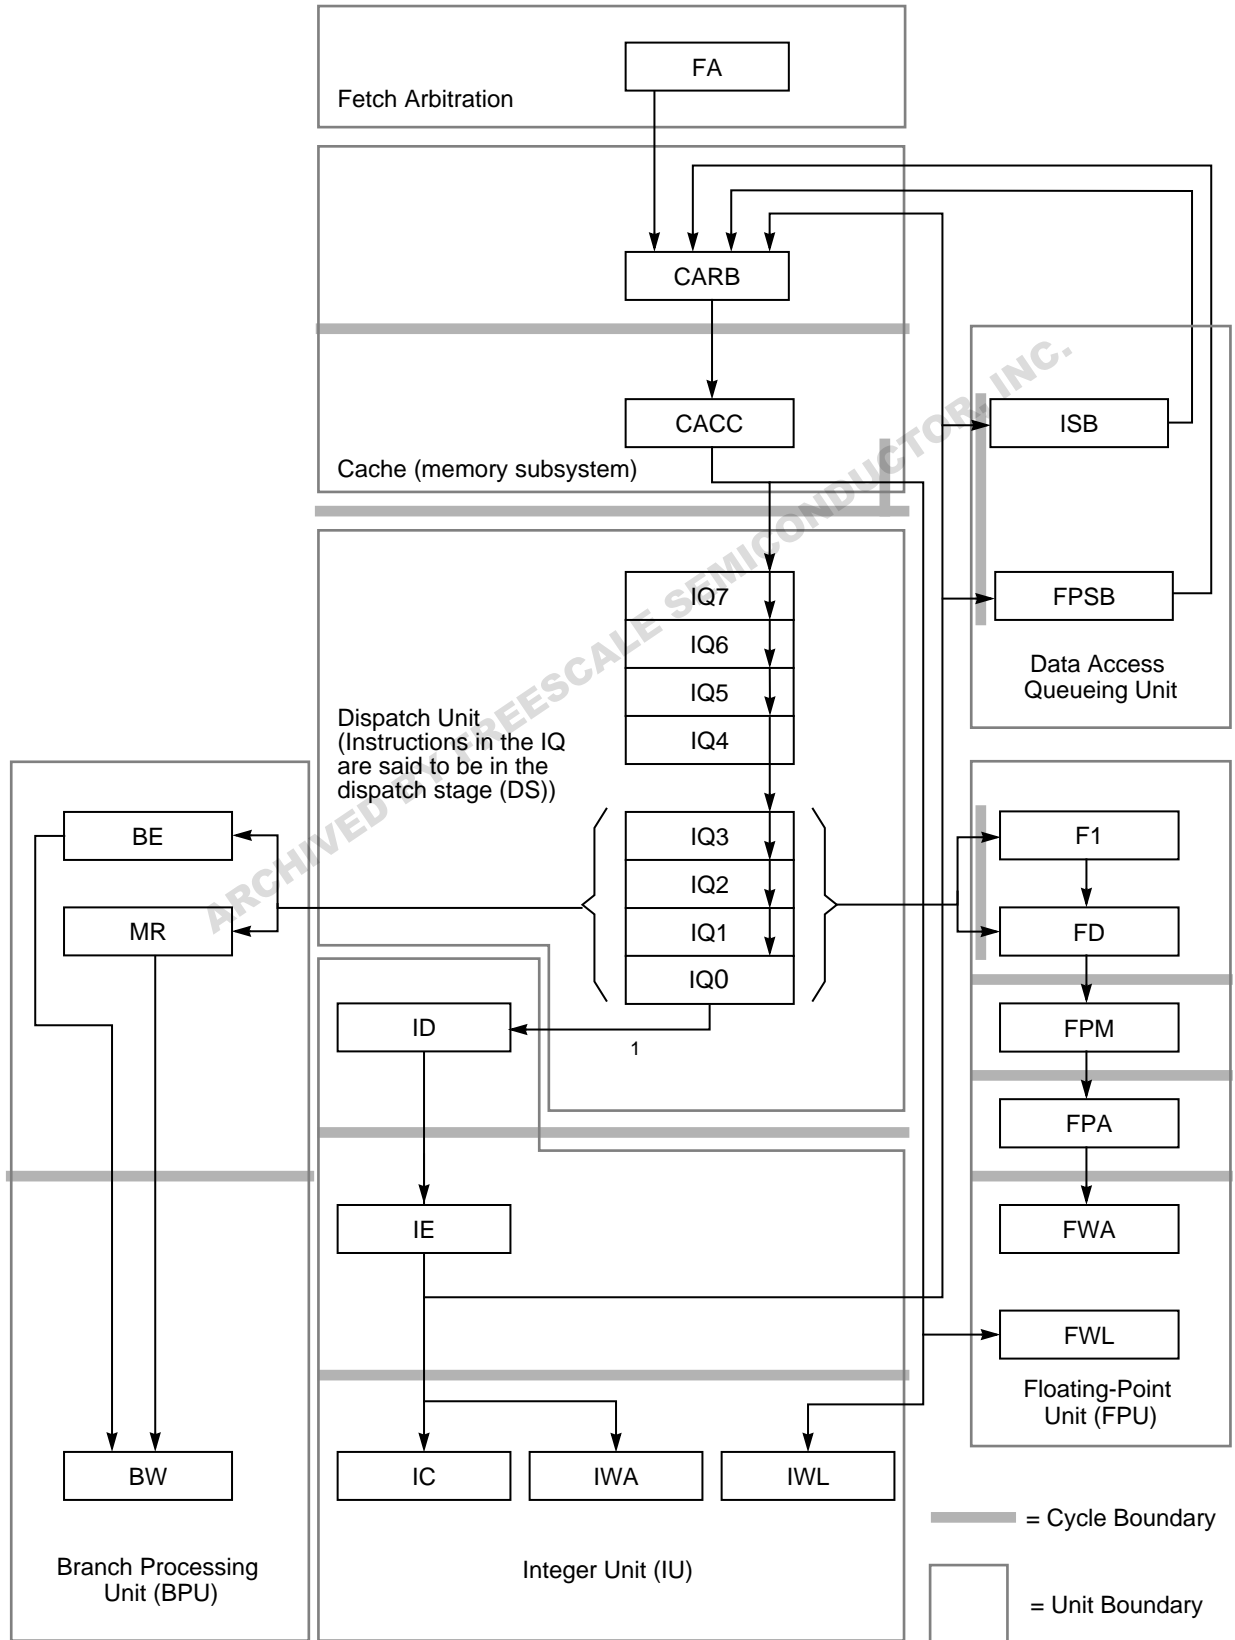 FA
Fetch Arbitration
CARB
CACC
Cache (memory subsystem)
ISB
FPSB
Data Access
Queueing Unit
IQ7
IQ6
IQ5
IQ4
Dispatch Unit
(Instructions in the IQ
are said to be in the
dispatch stage (DS))
IQ3
IQ2
IQ1
IQ0
BE
MR
F1
FD
ID
1
FPM
FPA
IE
FWA
FWL
Floating-Point
Unit (FPU)
BW
IC
IWA
IWL
= Cycle Boundary
Branch Processing
Unit (BPU)
Integer Unit (IU)
= Unit Boundary
ARCHIVED BY FREESCALE SEMICONDUCTOR, INC.